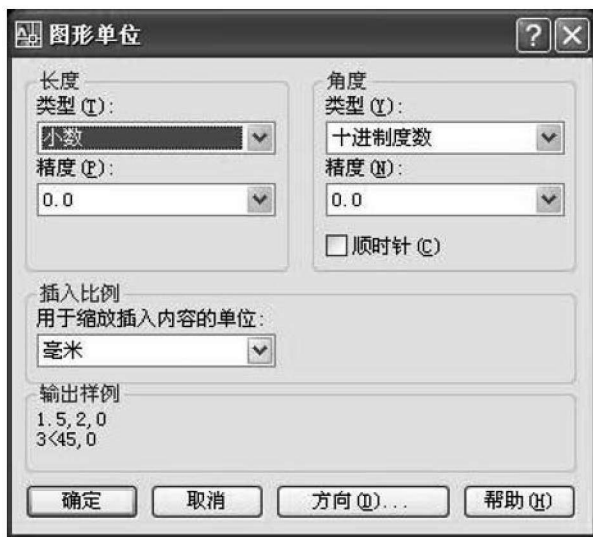 图形单位
长度
类型(T):
小数
精度(P):
0.0
角度
类型(Y):
十进制度数
精度(N):
0.0
顺时针(C)
插入比例
用于缩放插入内容的单位:
毫米
输出样例
1.5,2,0
3<45,0
确定 取消 方向(D)... 帮助(H)